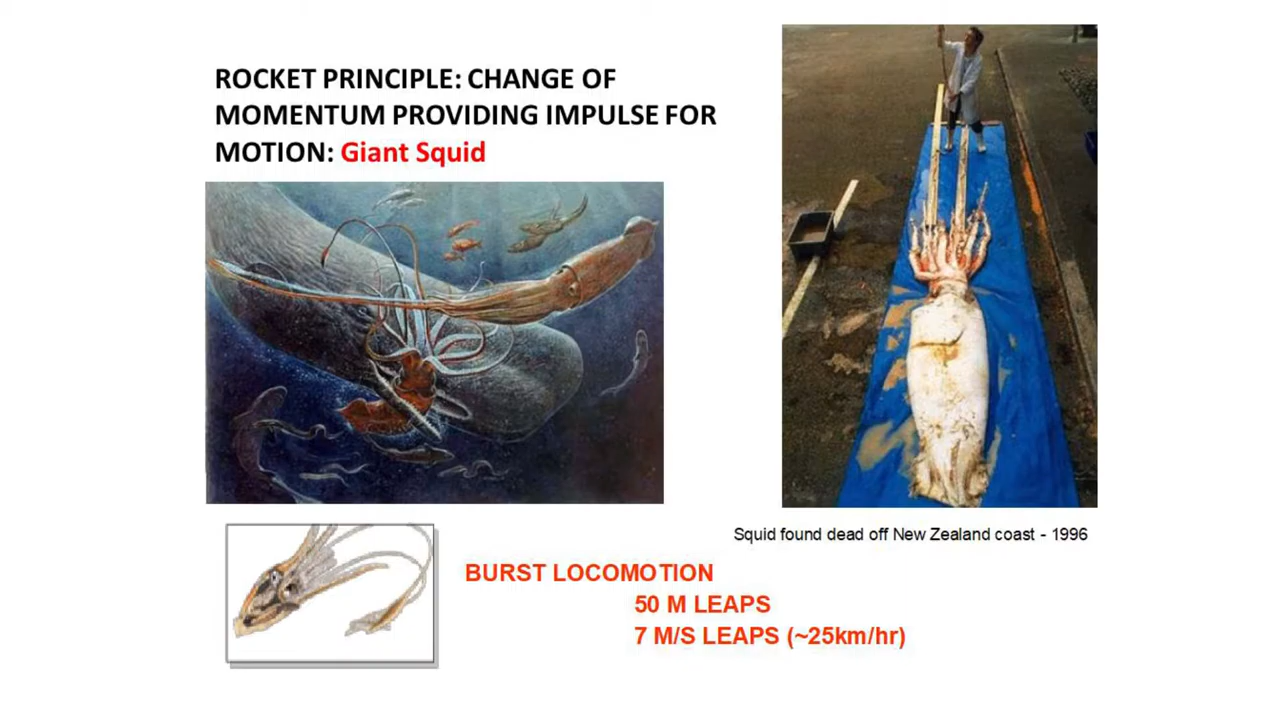 ROCKET PRINCIPLE: CHANGE OF
MOMENTUM PROVIDING IMPULSE FOR
MOTION: Giant Squid
Squid found dead off New Zealand coast - 1996
BURST LOCOMOTION
50 M LEAPS
7 M/S LEAPS (~25km/hr)